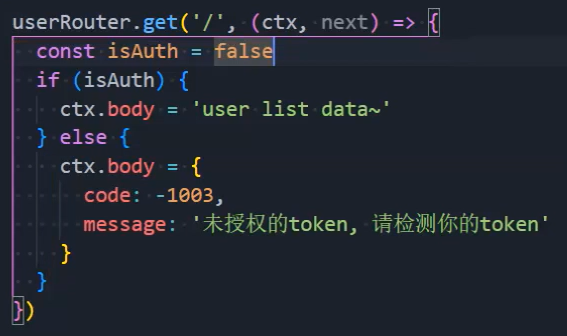 userRouter.get('/', (ctx, next) => {
  const isAuth = false
  if (isAuth) {
    ctx.body = 'user list data~'
  } else {
    ctx.body = {
      code: -1003,
      message: '未授权的token, 请检测你的token'
    }
  }
})